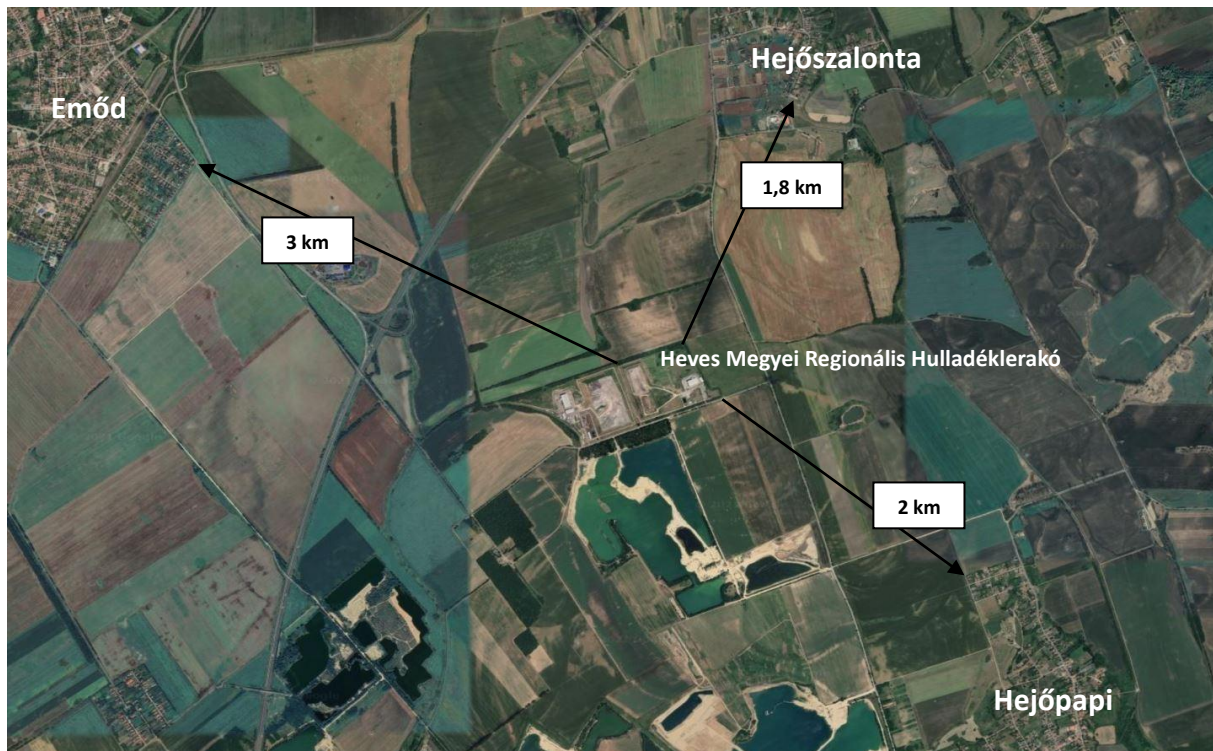 Hejőszalonta
Emőd
1,8 km
3 km
Heves Megyei Regionális Hulladéklerakó
2 km
Hejőpapi